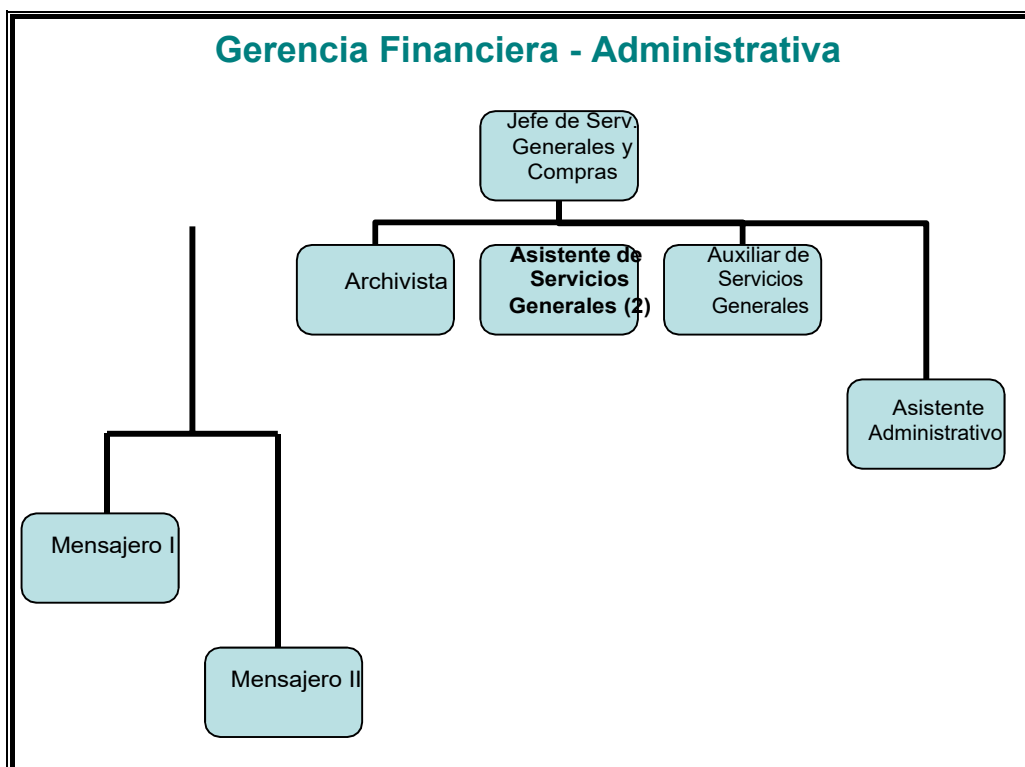 Gerencia Financiera - Administrativa
Jefe de Serv.
Generales y
Compras
Archivista
Asistente de
Servicios
Generales (2)
Auxiliar de
Servicios
Generales
Asistente
Administrativo
Mensajero I
Mensajero II